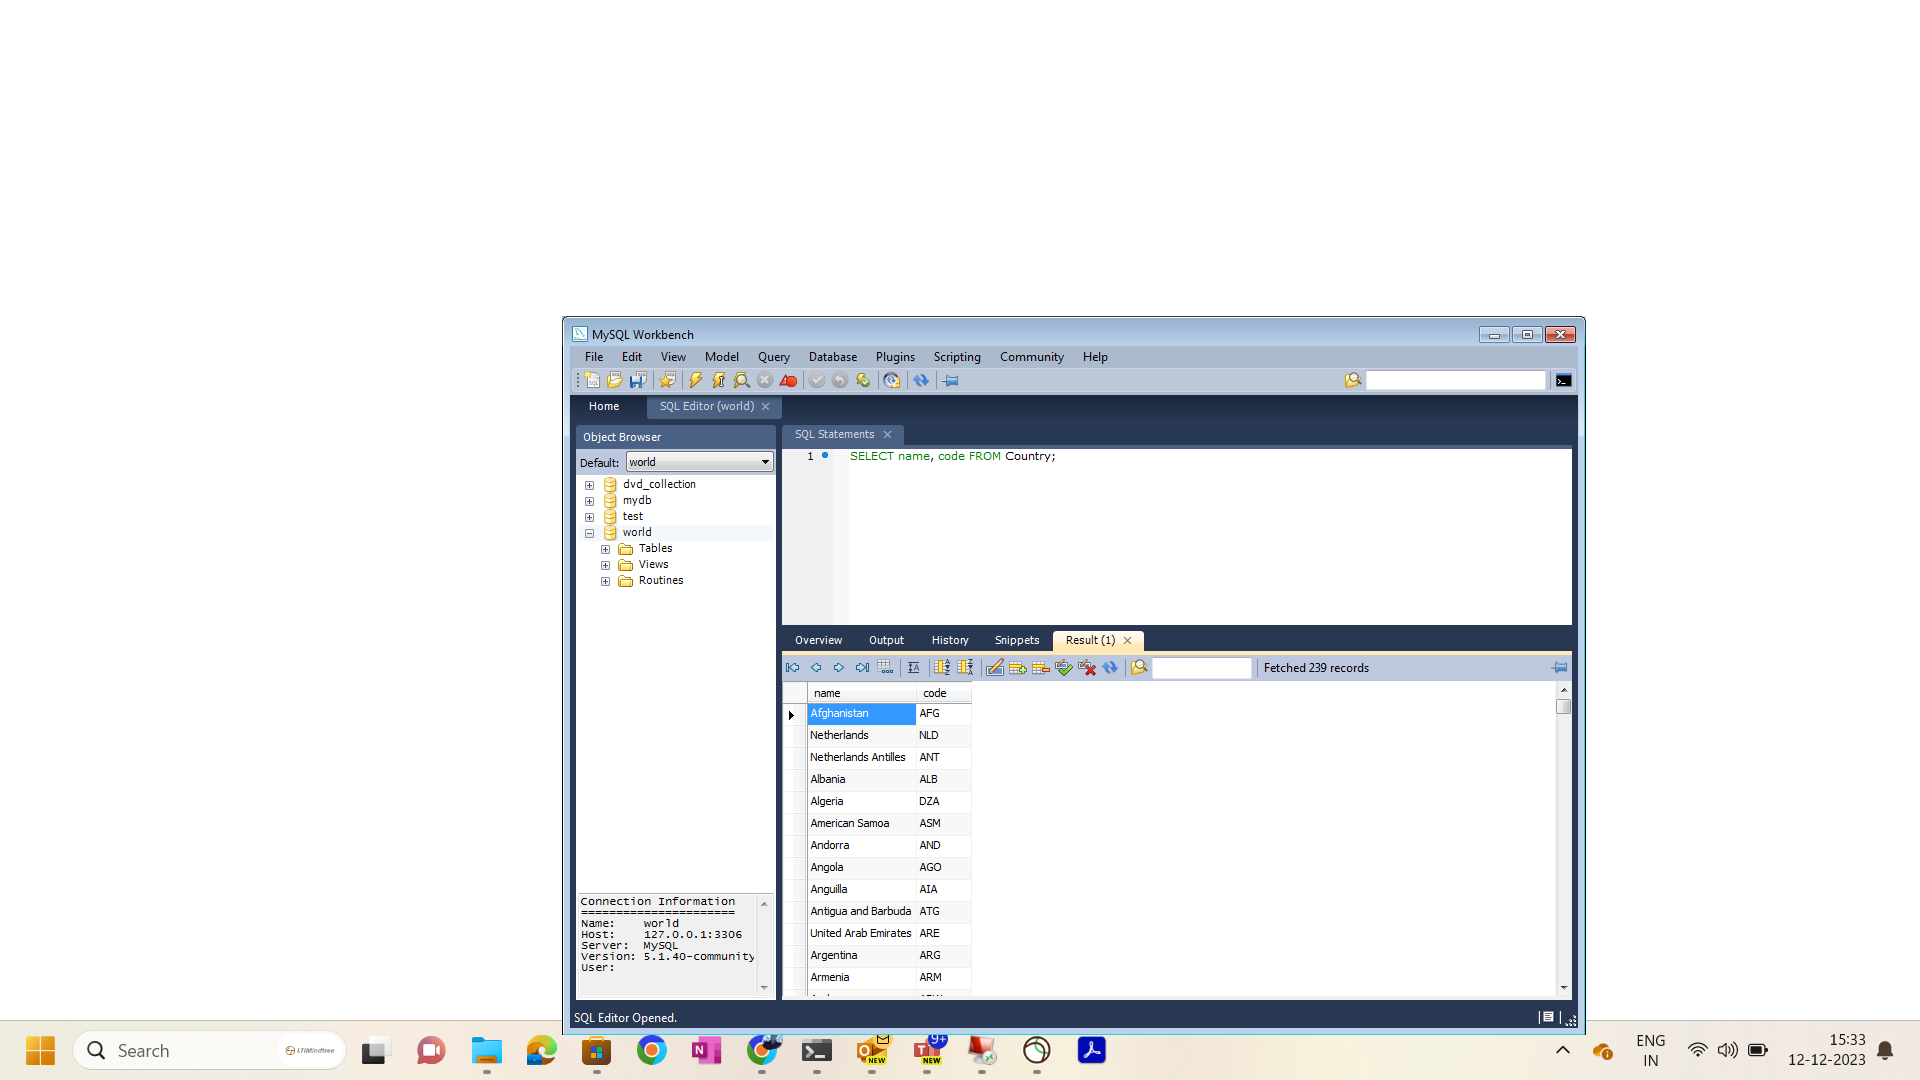 MySQL Workbench
File Edit View Model Query Database Plugins Scripting Community Help
Home SQL Editor (world)
Object Browser
Default: world
dvd_collection
mydb
test
world
Tables
Views
Routines
Connection Information
======================
Name: world
Host: 127.0.0.1:3306
Server: MySQL
Version: 5.1.40-community
User:
SQL Statements
1 SELECT name, code FROM Country;
Overview Output History Snippets Result (1)
Fetched 239 records
name code
Afghanistan AFG
Netherlands NLD
Netherlands Antilles ANT
Albania ALB
Algeria DZA
American Samoa ASM
Andorra AND
Angola AGO
Anguilla AIA
Antigua and Barbuda ATG
United Arab Emirates ARE
Argentina ARG
Armenia ARM
SQL Editor Opened.
Search LTIMindtree
NEW
9+
NEW
ENG
IN
15:33
12-12-2023